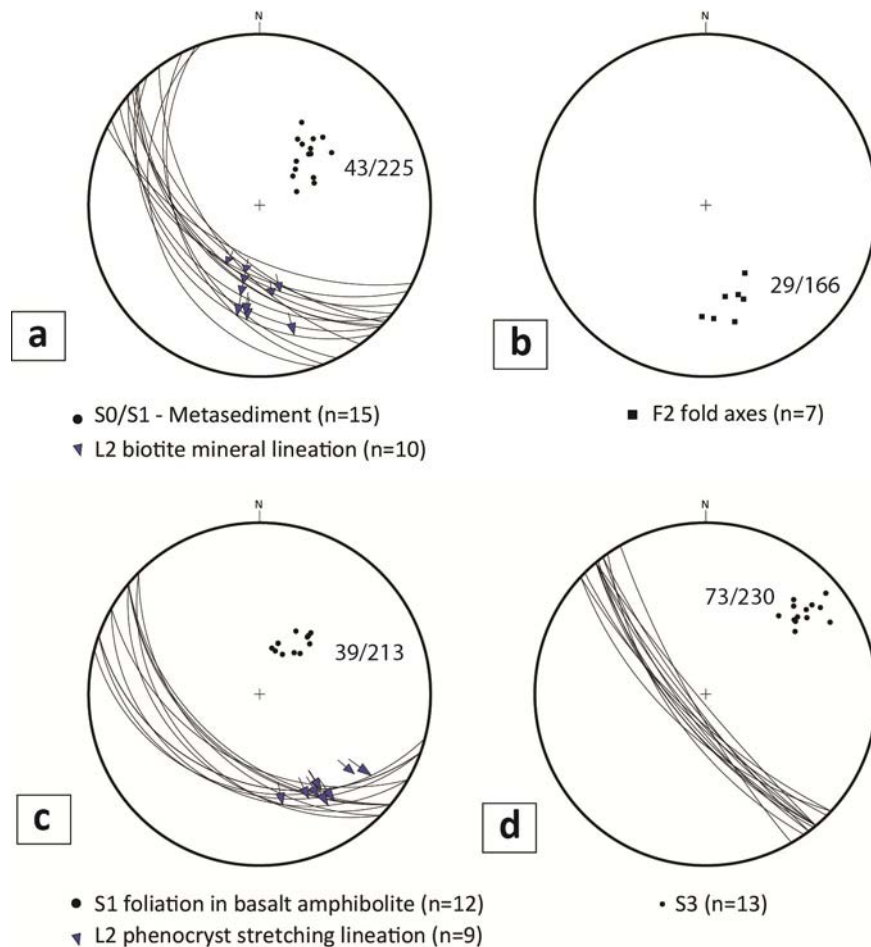 N
N
43/225
29/166
a
b
S0/S1 - Metasediment (n=15)
F2 fold axes (n=7)
L2 biotite mineral lineation (n=10)
N
N
39/213
73/230
c
d
S1 foliation in basalt amphibolite (n=12)
S3 (n=13)
L2 phenocryst stretching lineation (n=9)